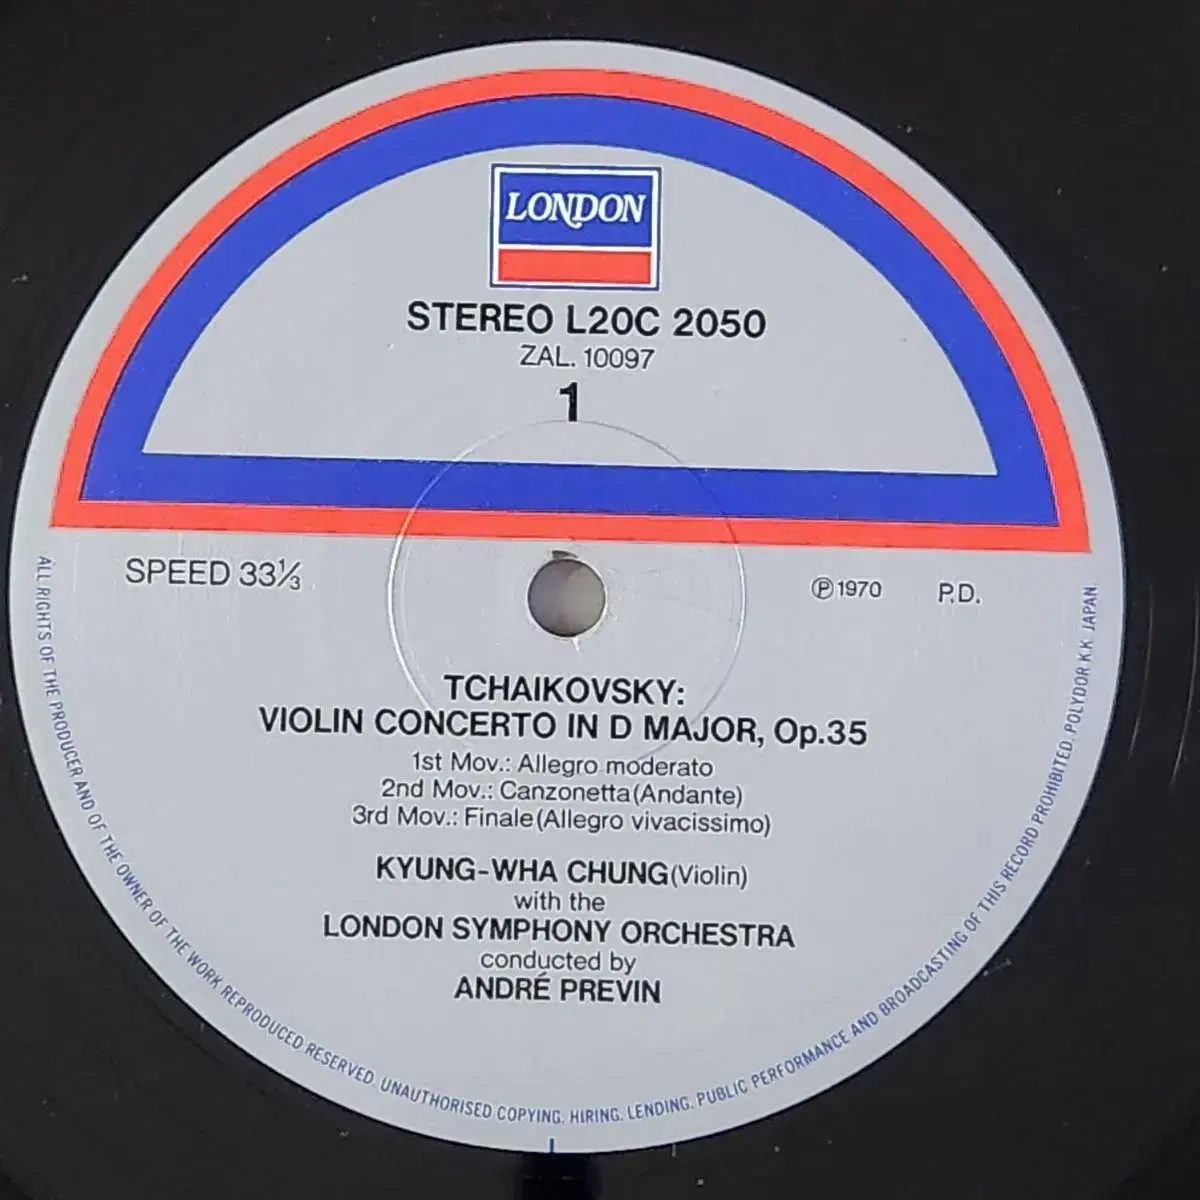 LONDON
STEREO L20C 2050
ZAL. 10097
1
SPEED 33⅓
Ⓟ1970 P.D.
TCHAIKOVSKY:
VIOLIN CONCERTO IN D MAJOR, Op.35
1st Mov.: Allegro moderato
2nd Mov.: Canzonetta(Andante)
3rd Mov.: Finale(Allegro vivacissimo)
KYUNG-WHA CHUNG(Violin)
with the
LONDON SYMPHONY ORCHESTRA
conducted by
ANDRÉ PREVIN
ALL RIGHTS OF THE PRODUCER AND OF THE OWNER OF THE WORK REPRODUCED RESERVED. UNAUTHORISED COPYING, HIRING, LENDING, PUBLIC PERFORMANCE AND BROADCASTING OF THIS RECORD PROHIBITED. POLYDOR K.K. JAPAN.